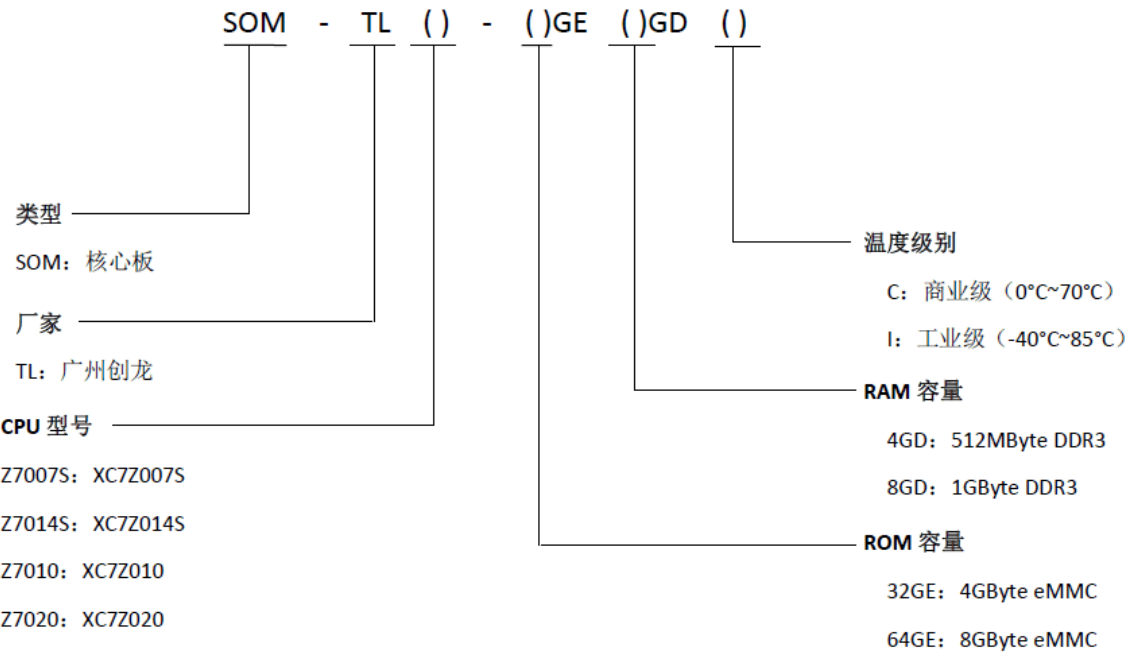 SOM - TL () - ()GE ()GD ()
类型
SOM：核心板
厂家
TL：广州创龙
CPU 型号
Z7007S：XC7Z007S
Z7014S：XC7Z014S
Z7010：XC7Z010
Z7020：XC7Z020
温度级别
C：商业级（0°C~70°C）
I：工业级（-40°C~85°C）
RAM 容量
4GD：512MByte DDR3
8GD：1GByte DDR3
ROM 容量
32GE：4GByte eMMC
64GE：8GByte eMMC